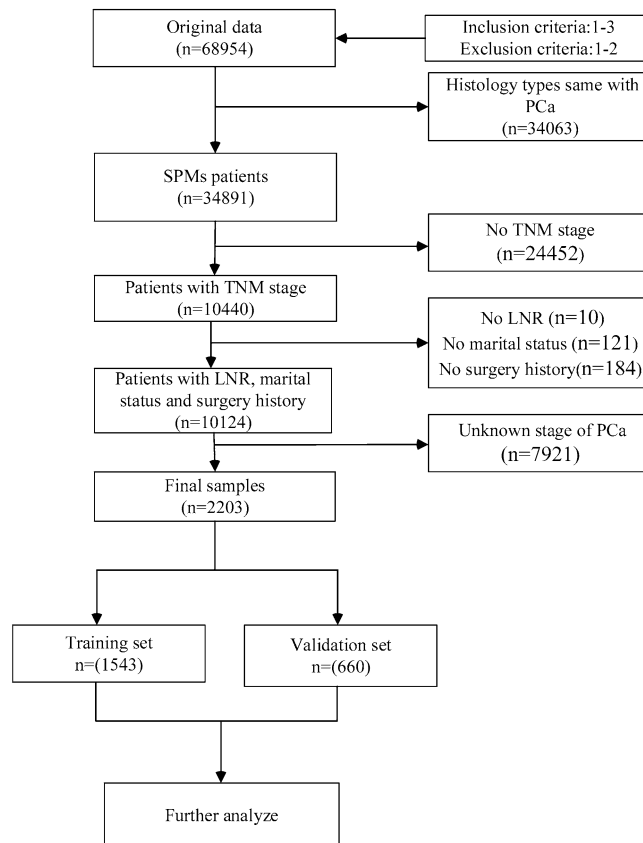 Original data
(n=68954)
Inclusion criteria:1-3
Exclusion criteria:1-2
Histology types same with
PCa
(n=34063)
SPMs patients
(n=34891)
No TNM stage
(n=24452)
Patients with TNM stage
(n=10440)
No LNR (n=10)
No marital status (n=121)
No surgery history(n=184)
Patients with LNR, marital
status and surgery history
(n=10124)
Unknown stage of PCa
(n=7921)
Final samples
(n=2203)
Training set
n=(1543)
Validation set
n=(660)
Further analyze